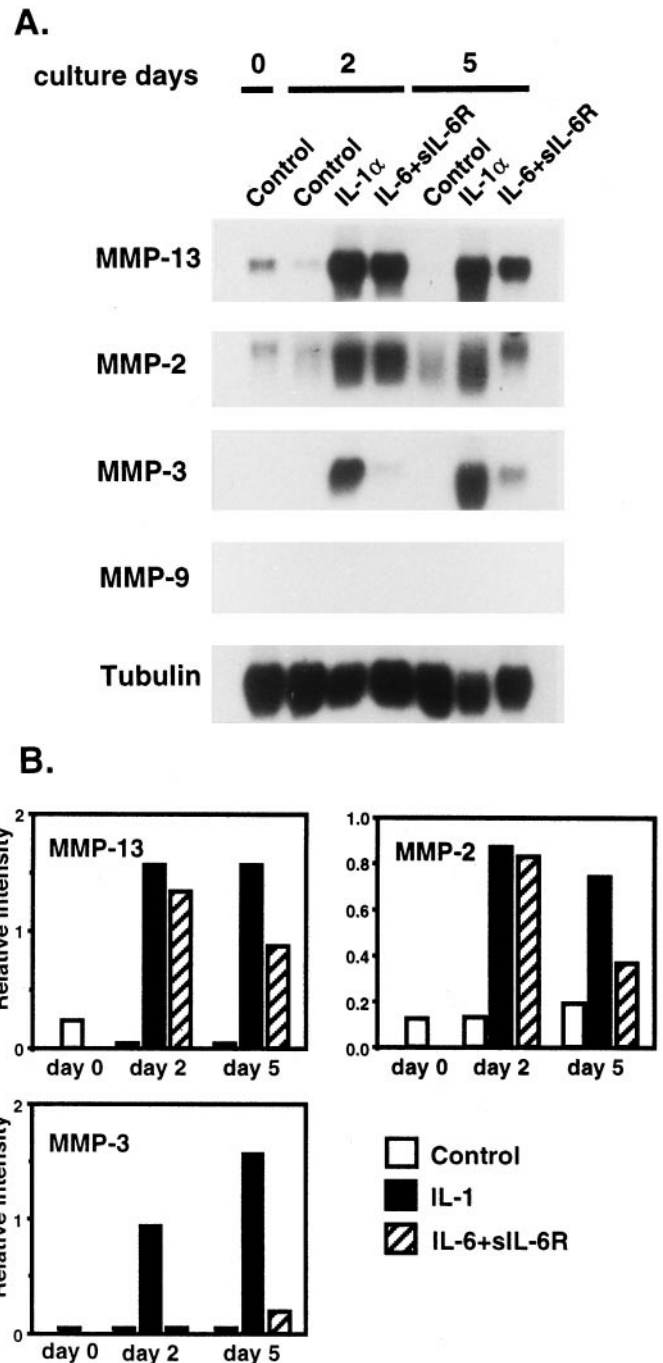 A.
culture days 0 2 5
Control Control IL-1α IL-6+sIL-6R Control IL-1α IL-6+sIL-6R
MMP-13
MMP-2
MMP-3
MMP-9
Tubulin
B.
Relative Intensity
2
1
0
MMP-13
day 0 day 2 day 5
1.0
0.8
0.6
0.4
0.2
0.0
MMP-2
day 0 day 2 day 5
Relative Intensity
2
1
0
MMP-3
day 0 day 2 day 5
Control
IL-1
IL-6+sIL-6R